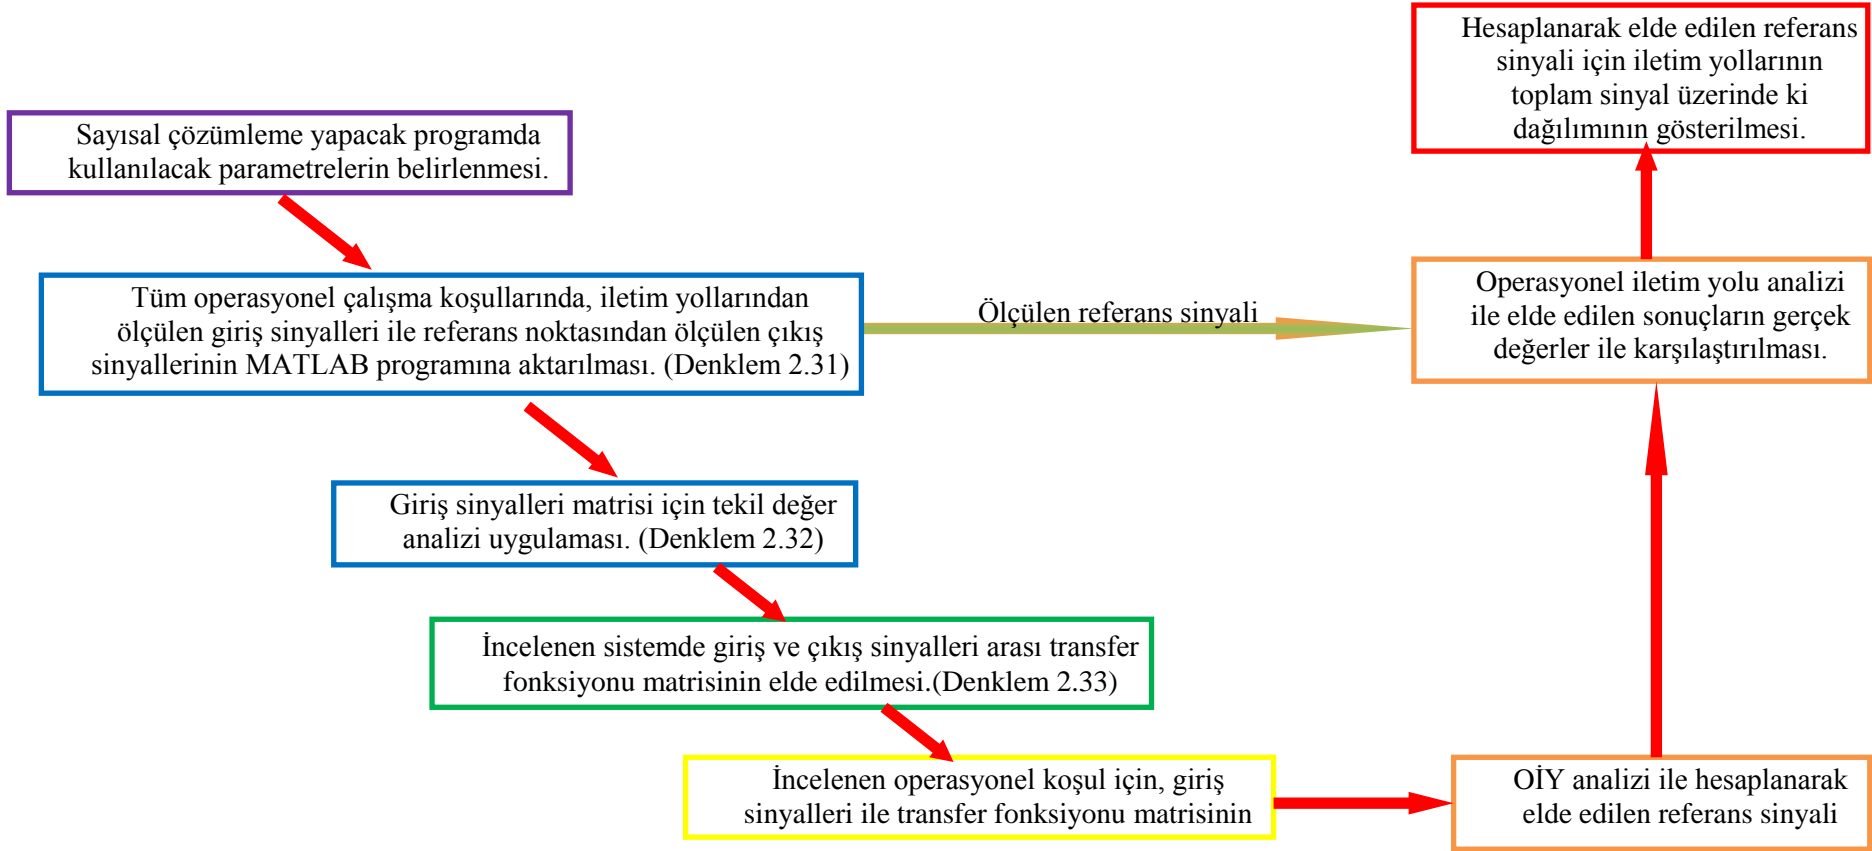 Sayısal çözümleme yapacak programda
kullanılacak parametrelerin belirlenmesi.
Tüm operasyonel çalışma koşullarında, iletim yollarından
ölçülen giriş sinyalleri ile referans noktasından ölçülen çıkış
sinyallerinin MATLAB programına aktarılması. (Denklem 2.31)
Giriş sinyalleri matrisi için tekil değer
analizi uygulaması. (Denklem 2.32)
İncelenen sistemde giriş ve çıkış sinyalleri arası transfer
fonksiyonu matrisinin elde edilmesi.(Denklem 2.33)
İncelenen operasyonel koşul için, giriş
sinyalleri ile transfer fonksiyonu matrisinin
OİY analizi ile hesaplanarak
elde edilen referans sinyali
Ölçülen referans sinyali
Operasyonel iletim yolu analizi
ile elde edilen sonuçların gerçek
değerler ile karşılaştırılması.
Hesaplanarak elde edilen referans
sinyali için iletim yollarının
toplam sinyal üzerinde ki
dağılımının gösterilmesi.